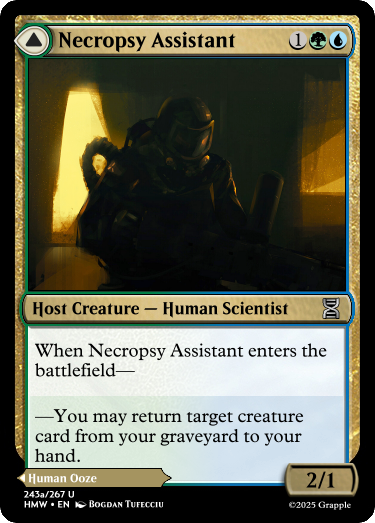 Necropsy Assistant 1
Host Creature — Human Scientist
When Necropsy Assistant enters the
battlefield—
—You may return target creature
card from your graveyard to your
hand.
Human Ooze
2/1
243a/267 U
HMW • EN Bogdan Tufecciu
©2025 Grapple